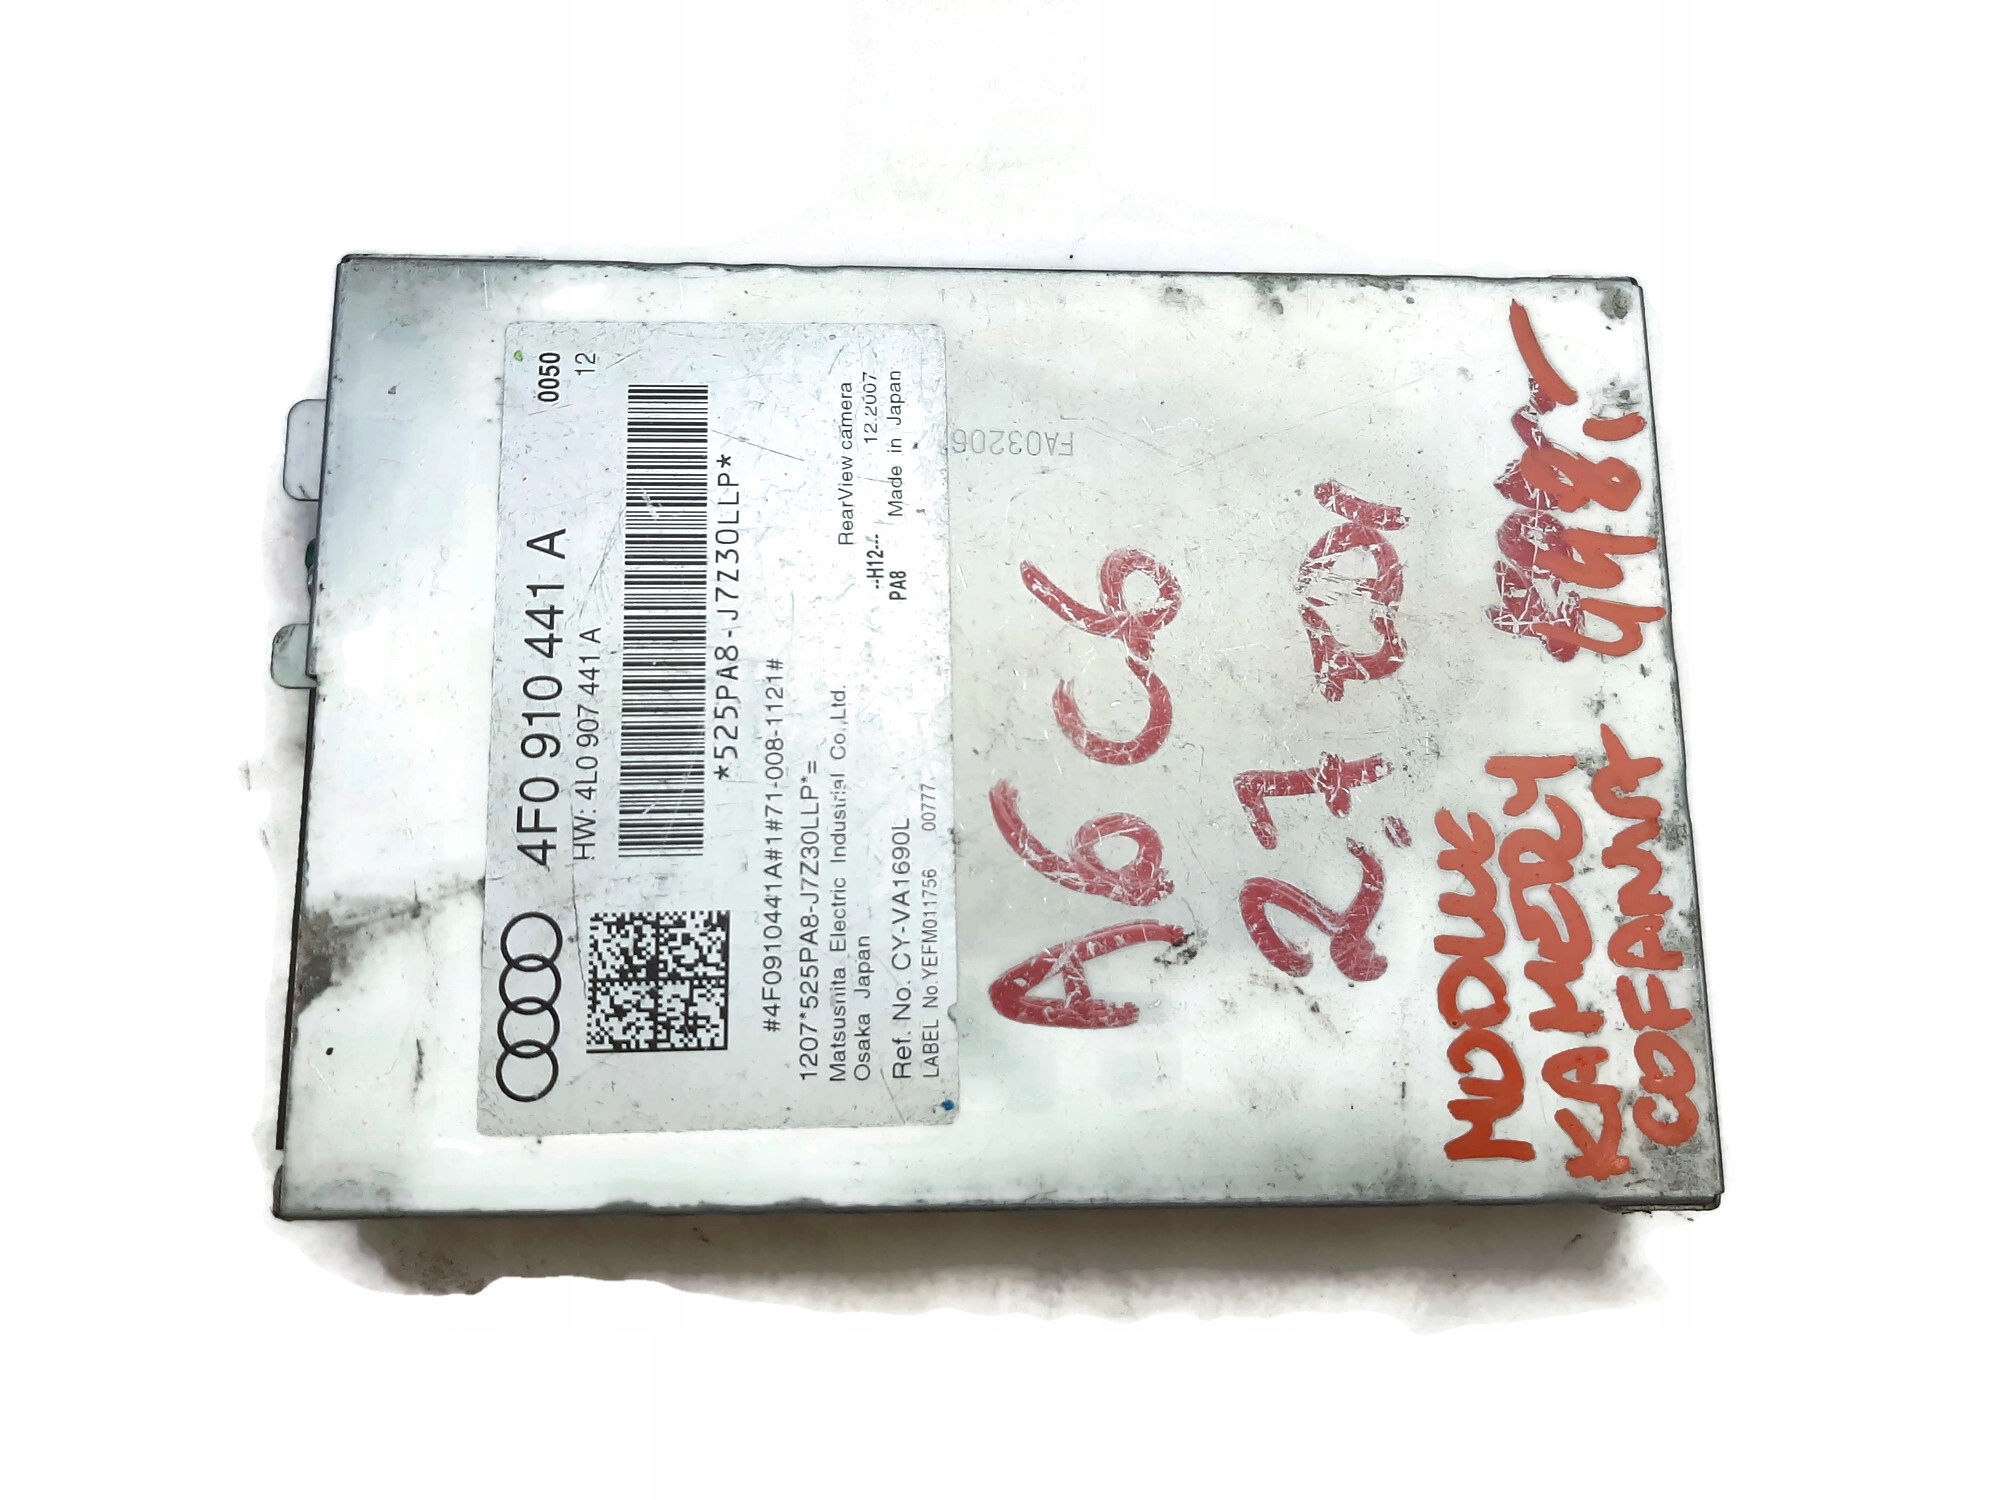 4F0 910 441 A
0050
HW: 4L0 907 441 A
12
*525PA8-J7Z30LLP*
#4F0910441A#1#71-008-1121#
1207*525PPA8-J7Z30LLP*=
Matsushita Electric Industrial Co.,Ltd.
RearView camera
Osaka Japan
--H12--
12.2007
Ref. No. CY-VA1690L
PA8
Made in Japan
LABEL No.YEFM011756
00777
FA03206
A6 C6
2.7 TDI
MODUŁ
KAMERY
COFANIA
448